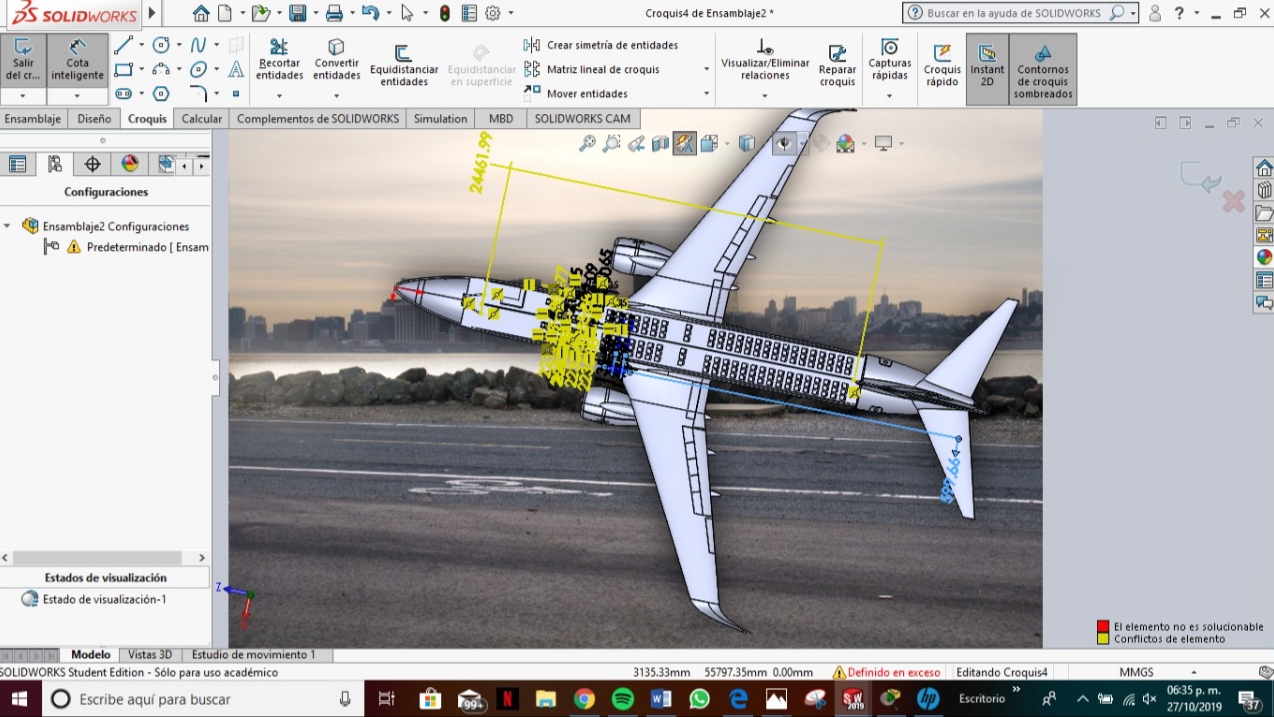 SOLIDWORKS
Croquis4 de Ensamblaje2 *
Buscar en la ayuda de SOLIDWORKS
?
Salir del cr...
Cota inteligente
Recortar entidades
Convertir entidades
Equidistanciar entidades
Equidistanciar en superficie
Crear simetría de entidades
Matriz lineal de croquis
Mover entidades
Visualizar/Eliminar relaciones
Reparar croquis
Capturas rápidas
Croquis rápido
Instant 2D
Contornos de croquis sombreados
Ensamblaje Diseño Croquis Calcular Complementos de SOLIDWORKS Simulation MBD SOLIDWORKS CAM
Configuraciones
Ensamblaje2 Configuraciones
Predeterminado [ Ensam
24461.99
599.66
Estados de visualización
Estado de visualización-1
Z
El elemento no es solucionable
Conflictos de elemento
Modelo Vistas 3D Estudio de movimiento 1
SOLIDWORKS Student Edition - Sólo para uso académico
3135.33mm 55797.35mm 0.00mm Definido en exceso Editando Croquis4 MMGS
Escribe aquí para buscar
99+
SW 2019
Escritorio
06:35 p. m.
27/10/2019
37